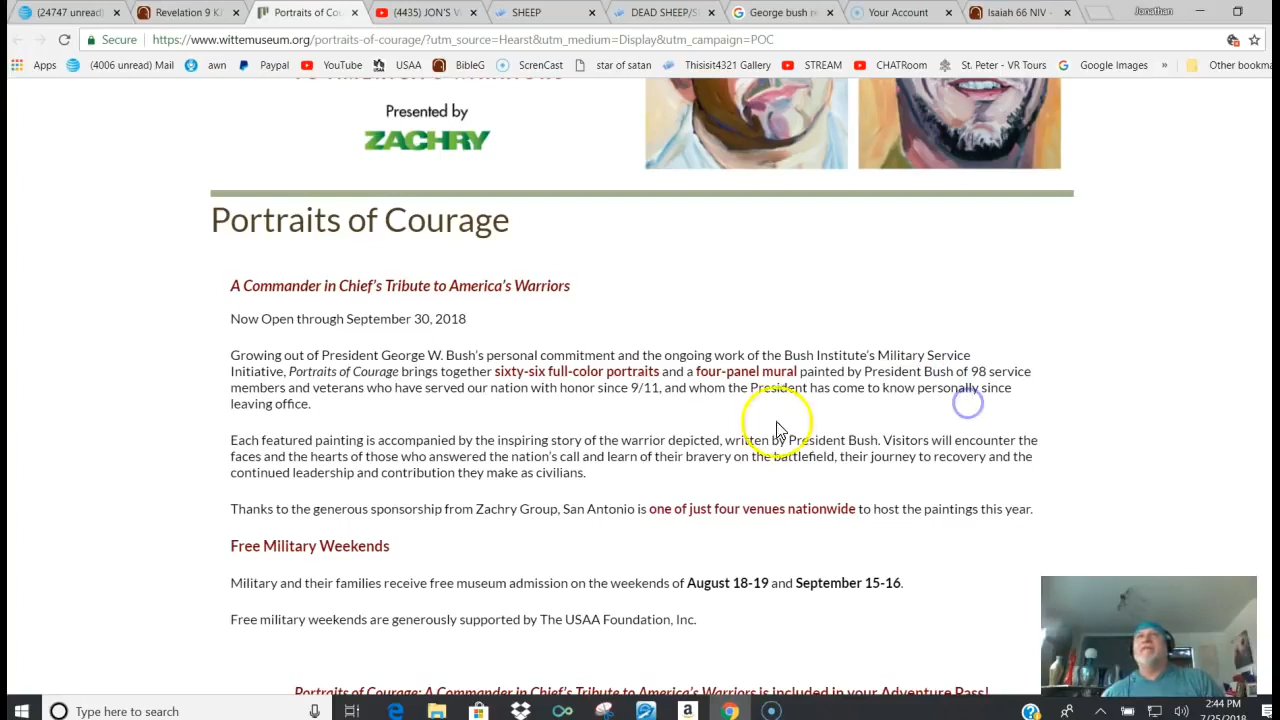 (24747 unread)
Revelation 9 K
Portraits of Cou
(4435) JON'S V
SHEEP
DEAD SHEEP/S
George bush re
Your Account
Isaiah 66 NIV -
Jonathan
Secure
https://www.wittemuseum.org/portraits-of-courage/?utm_source=Hearst&utm_medium=Display&utm_campaign=POC
Apps
(4006 unread) Mail
awn
Paypal
YouTube
USAA
BibleG
ScrenCast
star of satan
Thisisit4321 Gallery
STREAM
CHATRoom
St. Peter - VR Tours
Google Images
»
Other bookma
Presented by
ZACHRY
Portraits of Courage
A Commander in Chief's Tribute to America's Warriors
Now Open through September 30, 2018
Growing out of President George W. Bush's personal commitment and the ongoing work of the Bush Institute's Military Service
Initiative, Portraits of Courage brings together sixty-six full-color portraits and a four-panel mural painted by President Bush of 98 service
members and veterans who have served our nation with honor since 9/11, and whom the President has come to know personally since
leaving office.
Each featured painting is accompanied by the inspiring story of the warrior depicted, written by President Bush. Visitors will encounter the
faces and the hearts of those who answered the nation's call and learn of their bravery on the battlefield, their journey to recovery and the
continued leadership and contribution they make as civilians.
Thanks to the generous sponsorship from Zachry Group, San Antonio is one of just four venues nationwide to host the paintings this year.
Free Military Weekends
Military and their families receive free museum admission on the weekends of August 18-19 and September 15-16.
Free military weekends are generously supported by The USAA Foundation, Inc.
Portraits of Courage: A Commander in Chief's Tribute to America's Warriors is included in your Adventure Pass!
Type here to search
2:44 PM
7/25/2018